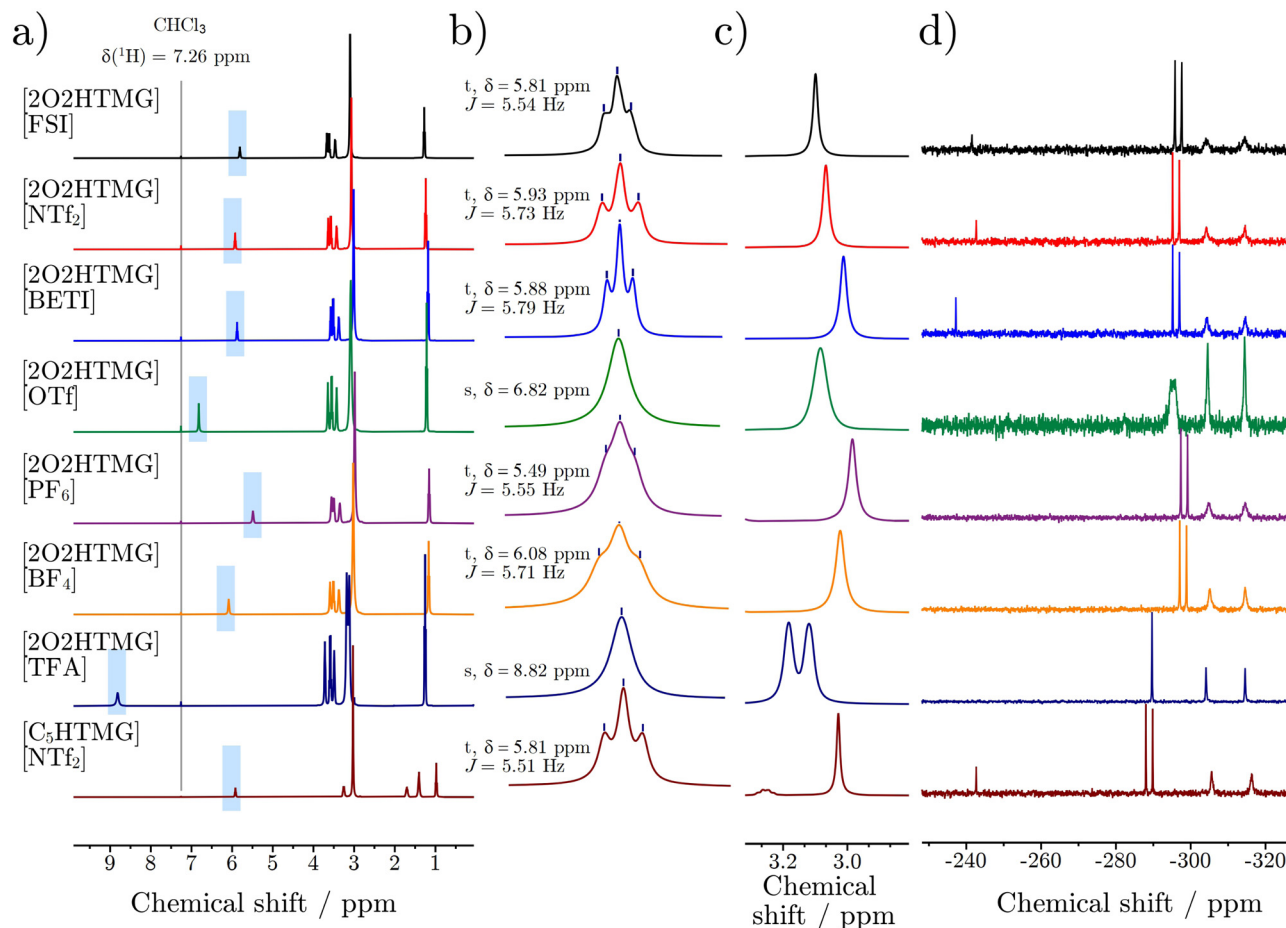 a)
b)
c)
d)
CHCl₃
δ(¹H) = 7.26 ppm
[2O2HTMG]
[FSI]
t, δ = 5.81 ppm
J = 5.54 Hz
[2O2HTMG]
[NTf₂]
t, δ = 5.93 ppm
J = 5.73 Hz
[2O2HTMG]
[BETI]
t, δ = 5.88 ppm
J = 5.79 Hz
[2O2HTMG]
[OTf]
s, δ = 6.82 ppm
[2O2HTMG]
[PF₆]
t, δ = 5.49 ppm
J = 5.55 Hz
[2O2HTMG]
[BF₄]
t, δ = 6.08 ppm
J = 5.71 Hz
[2O2HTMG]
[TFA]
s, δ = 8.82 ppm
[C₅HTMG]
[NTf₂]
t, δ = 5.81 ppm
J = 5.51 Hz
9 8 7 6 5 4 3 2 1
Chemical shift / ppm
3.2 3.0
Chemical
shift / ppm
-240 -260 -280 -300 -320
Chemical shift / ppm